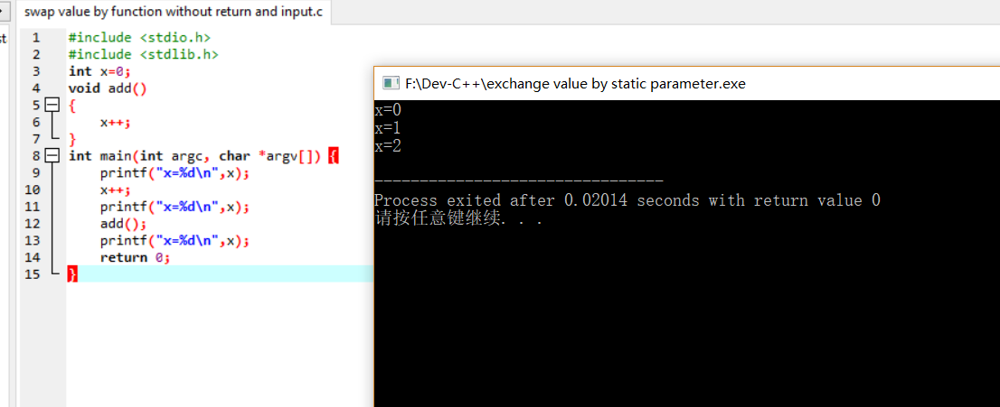 swap value by function without return and input.c
st
1 #include <stdio.h>
2 #include <stdlib.h>
3 int x=0;
4 void add()
5 {
6 x++;
7 }
8 int main(int argc, char *argv[]) {
9 printf("x=%d\n",x);
10 x++;
11 printf("x=%d\n",x);
12 add();
13 printf("x=%d\n",x);
14 return 0;
15 }
F:\Dev-C++\exchange value by static parameter.exe
x=0
x=1
x=2
--------------------------------
Process exited after 0.02014 seconds with return value 0
请按任意键继续. . .